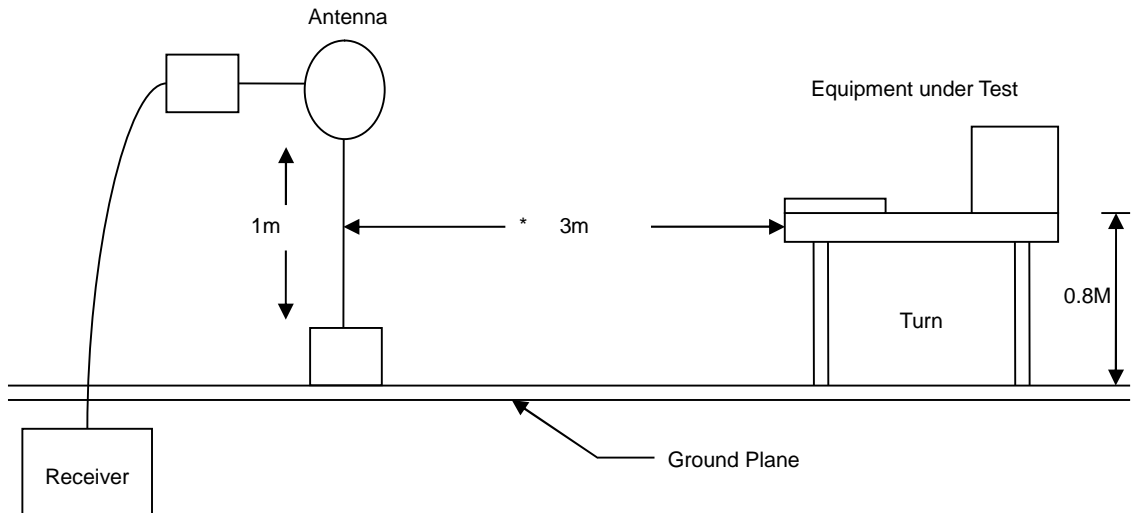 Antenna
Equipment under Test
1m
* 3m
0.8M
Turn
Ground Plane
Receiver